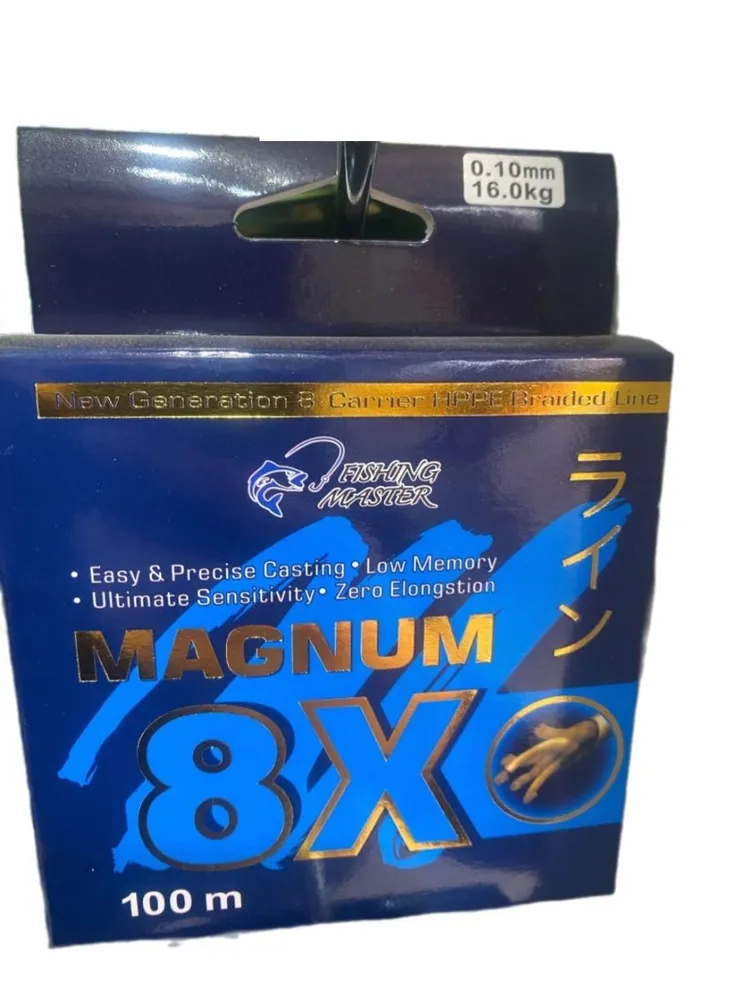 0.10mm
16.0kg
New Generation 8 Carrier HPPE Braided Line
FISHING
MASTER
ライン
• Easy & Precise Casting • Low Memory
• Ultimate Sensitivity • Zero Elongstion
MAGNUM
8X
100 m